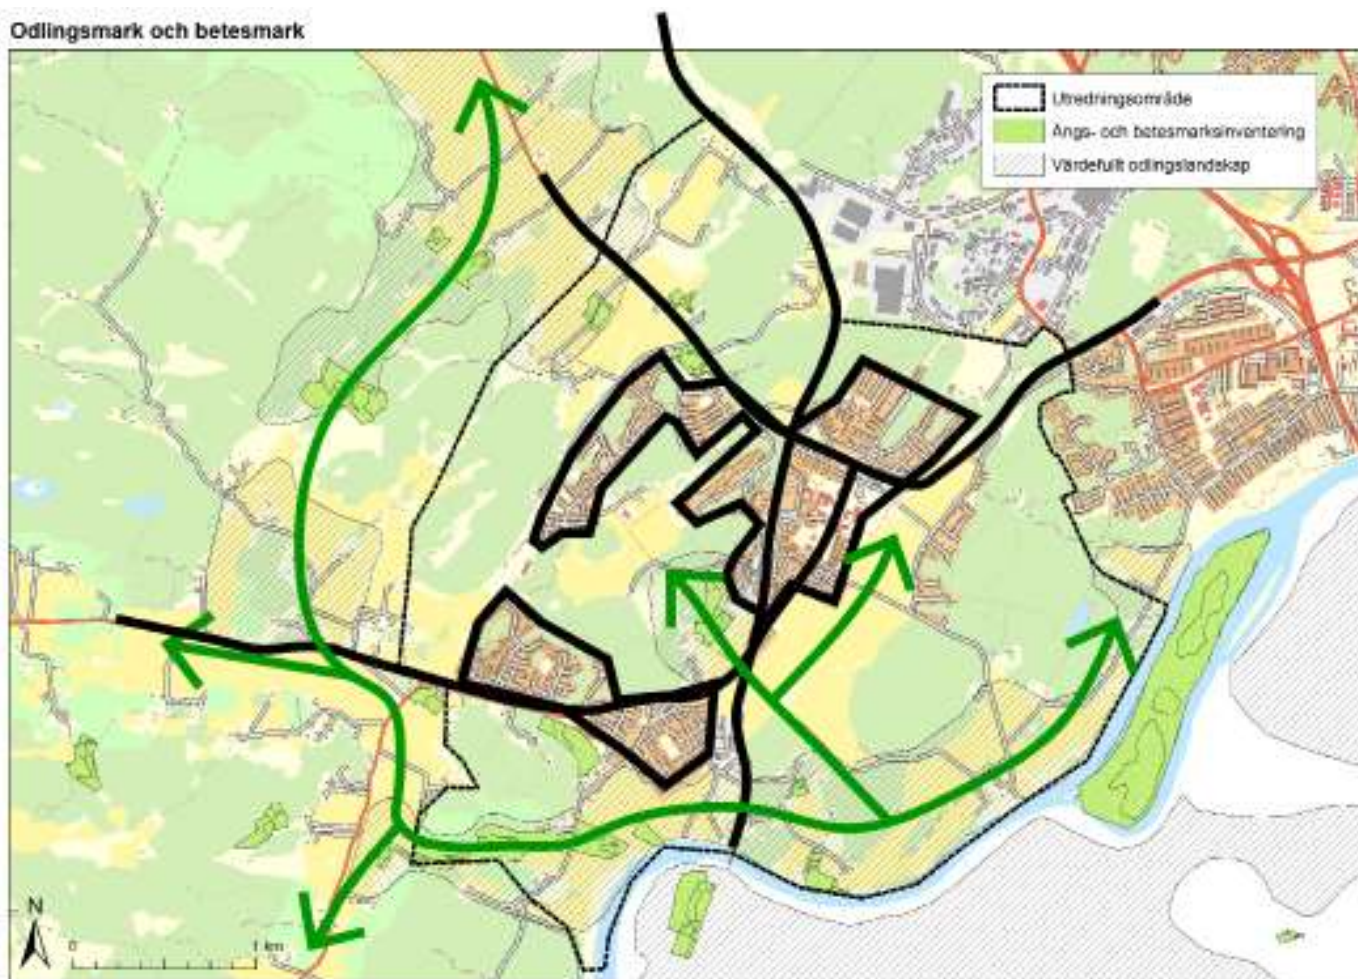 Odlingsmark och betesmark
Utredningsområde
Ängs- och betesmarksinventering
Värdefullt odlingslandskap
N
0
1 km